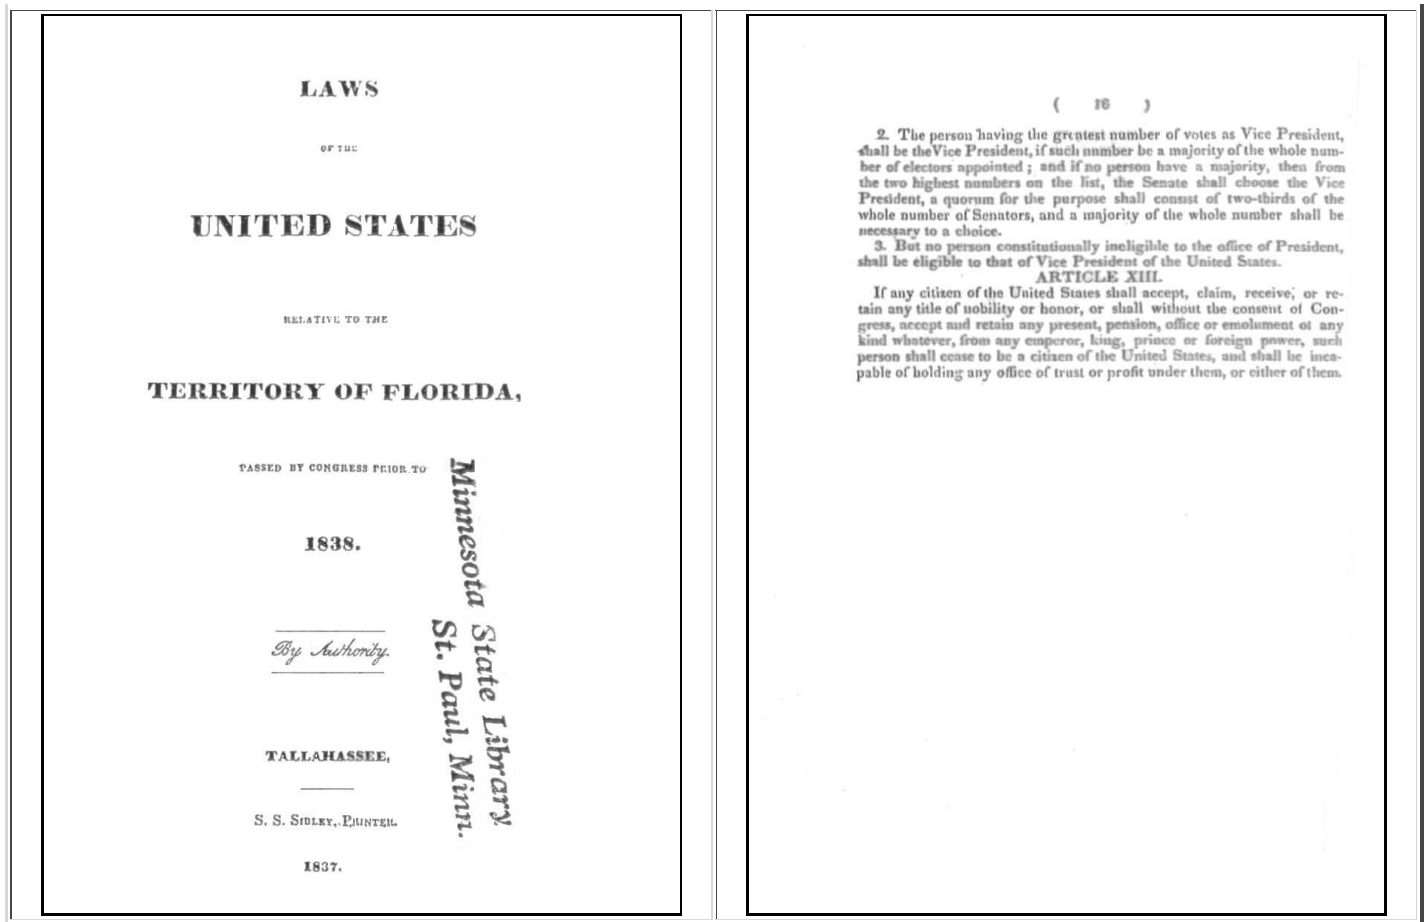 LAWS
OF THE
UNITED STATES
RELATIVE TO THE
TERRITORY OF FLORIDA,
PASSED BY CONGRESS PRIOR TO
1838.
By Authority.
TALLAHASSEE,
S. S. SIBLEY, PRINTER.
1837.
Minnesota State Library
St. Paul, Minn.
( 16 )
2. The person having the greatest number of votes as Vice President,
shall be the Vice President, if such number be a majority of the whole num-
ber of electors appointed ; and if no person have a majority, then from
the two highest numbers on the list, the Senate shall choose the Vice
President, a quorum for the purpose shall consist of two-thirds of the
whole number of Senators, and a majority of the whole number shall be
necessary to a choice.
3. But no person constitutionally ineligible to the office of President,
shall be eligible to that of Vice President of the United States.
ARTICLE XIII.
If any citizen of the United States shall accept, claim, receive, or re-
tain any title of nobility or honor, or shall without the consent of Con-
gress, accept and retain any present, pension, office or emolument of any
kind whatever, from any emperor, king, prince or foreign power, such
person shall cease to be a citizen of the United States, and shall be inca-
pable of holding any office of trust or profit under them, or either of them.